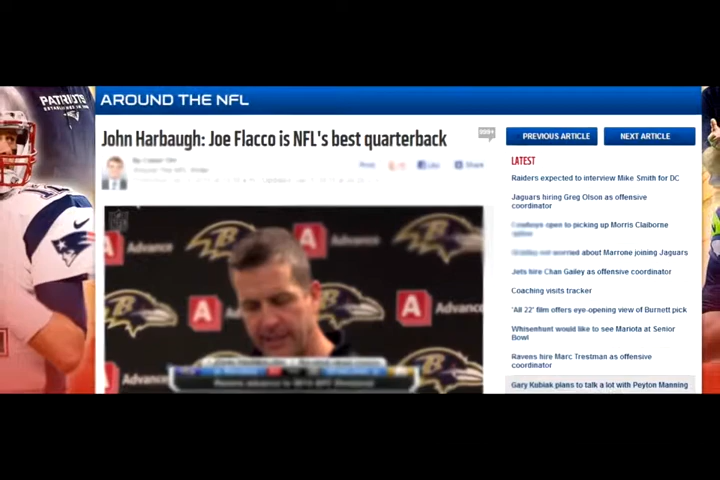 PATRIOTS
AROUND THE NFL
John Harbaugh: Joe Flacco is NFL's best quarterback
PREVIOUS ARTICLE
NEXT ARTICLE
LATEST
Raiders expected to interview Mike Smith for DC
Jaguars hiring Greg Olson as offensive
coordinator
Cowboys open to picking up Morris Claiborne
option
not worried about Marrone joining Jaguars
Jets hire Chan Gailey as offensive coordinator
Coaching visits tracker
'All 22' film offers eye-opening view of Burnett pick
Whisenhunt would like to see Mariota at Senior
Bowl
Ravens hire Marc Trestman as offensive
coordinator
Gary Kubiak plans to talk a lot with Peyton Manning
Share
NFL
A Advance
A
A Advance
A
A Advance
A Advance